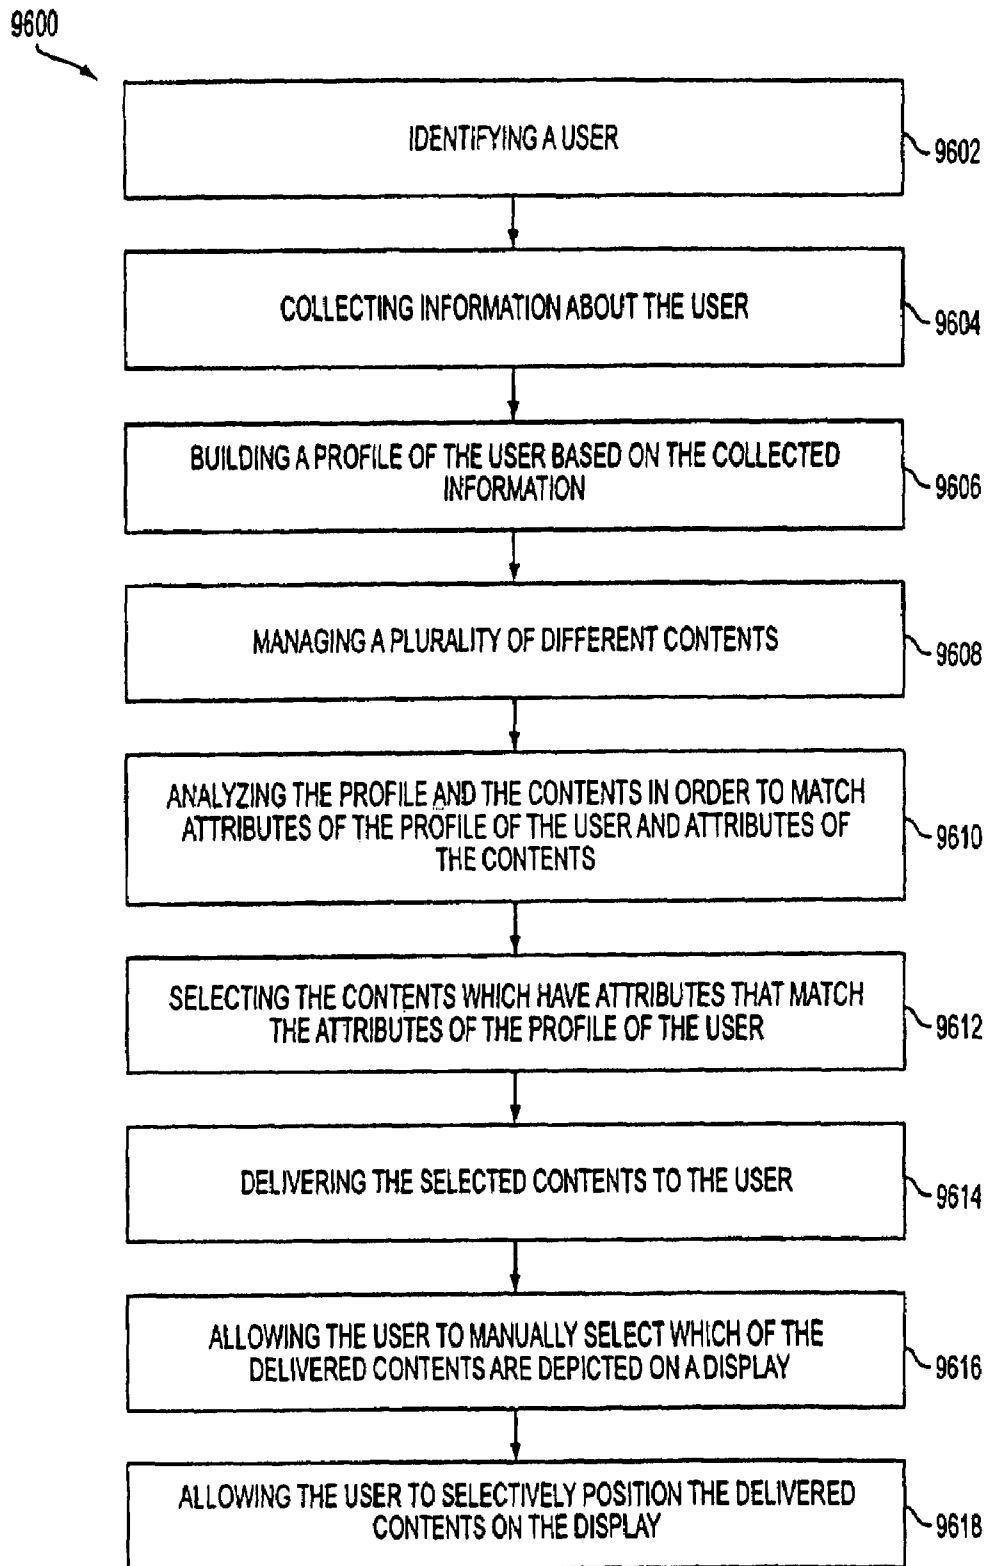 9600
IDENTIFYING A USER
9602
COLLECTING INFORMATION ABOUT THE USER
9604
BUILDING A PROFILE OF THE USER BASED ON THE COLLECTED
INFORMATION
9606
MANAGING A PLURALITY OF DIFFERENT CONTENTS
9608
ANALYZING THE PROFILE AND THE CONTENTS IN ORDER TO MATCH
ATTRIBUTES OF THE PROFILE OF THE USER AND ATTRIBUTES OF
THE CONTENTS
9610
SELECTING THE CONTENTS WHICH HAVE ATTRIBUTES THAT MATCH
THE ATTRIBUTES OF THE PROFILE OF THE USER
9612
DELIVERING THE SELECTED CONTENTS TO THE USER
9614
ALLOWING THE USER TO MANUALLY SELECT WHICH OF THE
DELIVERED CONTENTS ARE DEPICTED ON A DISPLAY
9616
ALLOWING THE USER TO SELECTIVELY POSITION THE DELIVERED
CONTENTS ON THE DISPLAY
9618